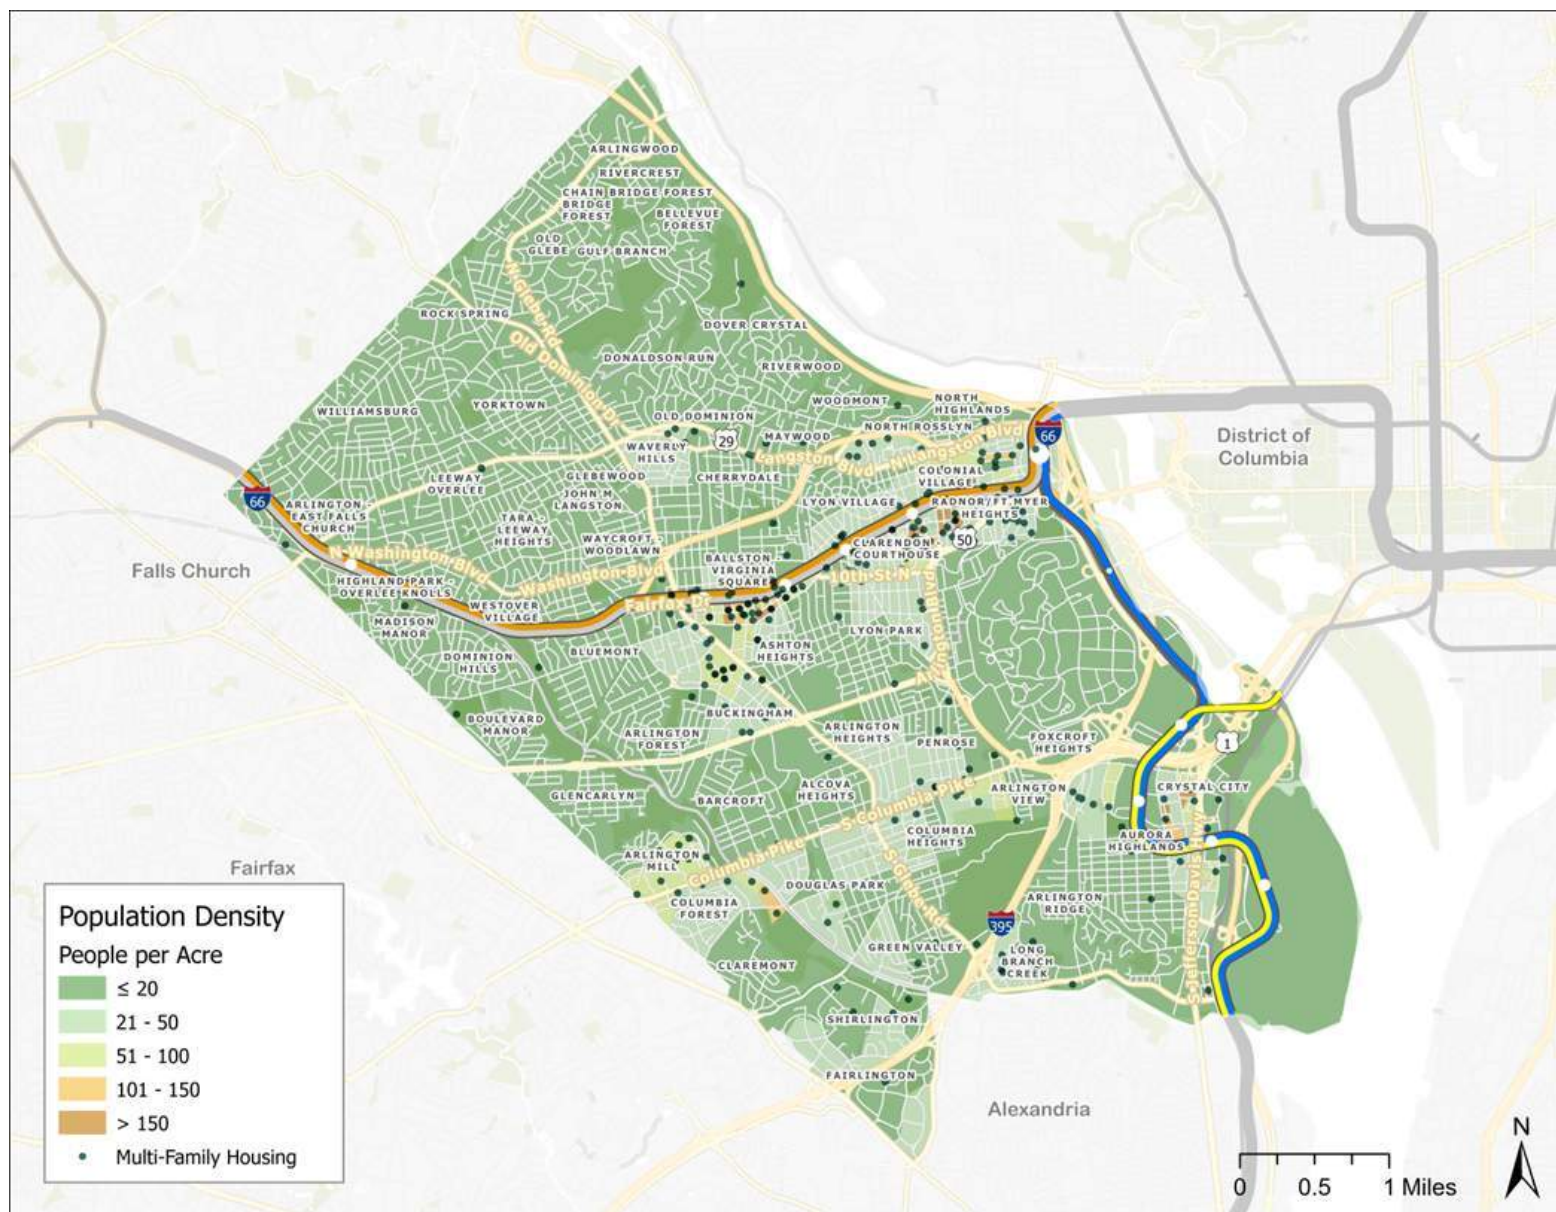 ARLINGWOOD
RIVERCREST
CHAIN BRIDGE FOREST
BRIDGE
FOREST
BELLEVUE
FOREST
OLD
GLEBE
GULF BRANCH
N Glebe Rd
ROCK SPRING
DOVER CRYSTAL
Old Dominion Dr
DONALDSON RUN
RIVERWOOD
WILLIAMSBURG
YORKTOWN
OLD DOMINION
WOODMONT
NORTH
HIGHLANDS
29
MAYWOOD
NORTH ROSSLYN
66
District of
Columbia
WAVERLY
HILLS
Langston Blvd
N Langston Blvd
LEEWAY
OVERLEE
GLEBEWOOD
CHERRYDALE
COLONIAL
VILLAGE
66
JOHN M
LANGSTON
LYON VILLAGE
RADNOR/FT MYER
HEIGHTS
ARLINGTON
EAST FALLS
CHURCH
TARA -
LEEWAY
HEIGHTS
WAYCROFT -
WOODLAWN
CLARENDON -
COURTHOUSE
50
N Washington Blvd
Washington Blvd
BALLSTON
VIRGINIA
SQUARE
10th St N
Falls Church
HIGHLAND PARK -
OVERLEE KNOLLS
WESTOVER
VILLAGE
Fairfax Dr
MADISON
MANOR
LYON PARK
DOMINION
HILLS
BLUEMONT
ASHTON
HEIGHTS
Arlington Blvd
BOULEVARD
MANOR
BUCKINGHAM
ARLINGTON
FOREST
ARLINGTON
HEIGHTS
PENROSE
FOXCROFT
HEIGHTS
1
GLENCARLYN
BARCROFT
ALCOVA
HEIGHTS
S Columbia Pike
ARLINGTON
VIEW
CRYSTAL CITY
COLUMBIA
HEIGHTS
AURORA
HIGHLANDS
Fairfax
ARLINGTON
MILL
Columbia Pike
DOUGLAS PARK
S Glebe Rd
S Jefferson Davis Hwy
COLUMBIA
FOREST
ARLINGTON
RIDGE
395
GREEN VALLEY
LONG
BRANCH
CREEK
CLAREMONT
SHIRLINGTON
FAIRLINGTON
Alexandria
Population Density
People per Acre
≤ 20
21 - 50
51 - 100
101 - 150
> 150
Multi-Family Housing
N
0 0.5 1 Miles